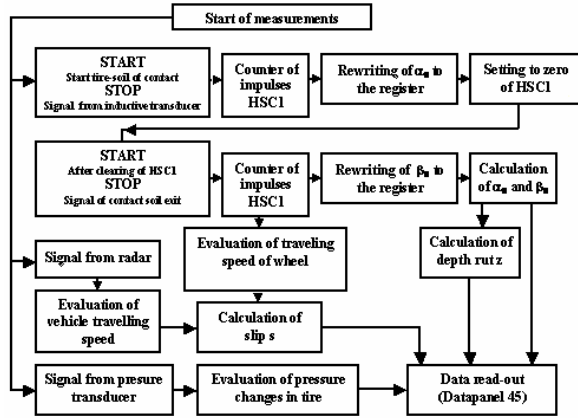 Start of measurements
START
Start tire-soil of contact
STOP
Signal from inductive transducer
Counter of
impulses
HSC1
Rewriting of αu to
the register
Setting to zero
of HSC1
START
After clearing of HSC1
STOP
Signal of contact soil exit
Counter of
impulses
HSC1
Rewriting of βu to
the register
Calculation
of αu and βu
Signal from radar
Evaluation of traveling
speed of wheel
Calculation of
depth rut z
Evaluation of
vehicle travelling
speed
Calculation of
slip s
Signal from presure
transducer
Evaluation of pressure
changes in tire
Data read-out
(Datapanel 45)